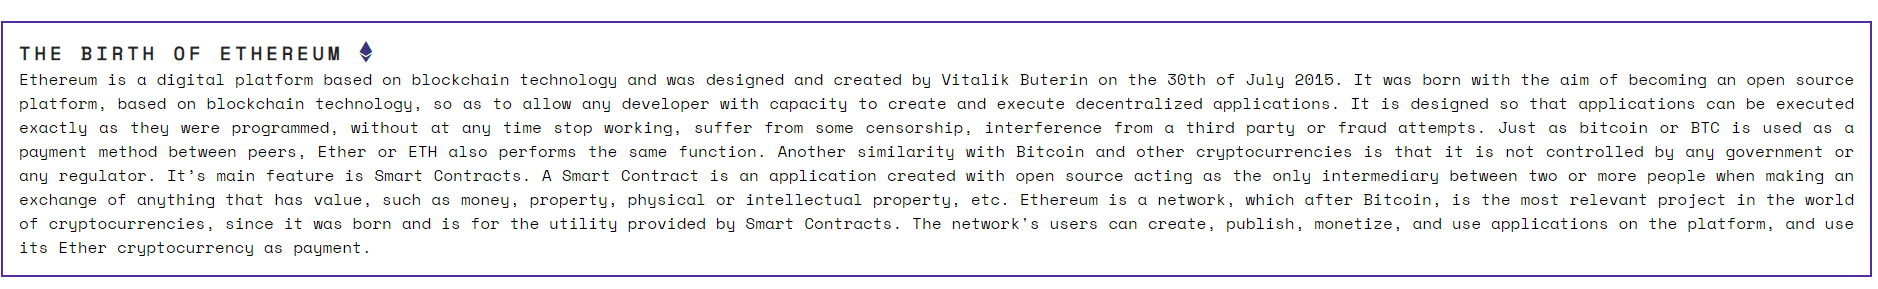 THE BIRTH OF ETHEREUM
Ethereum is a digital platform based on blockchain technology and was designed and created by Vitalik Buterin on the 30th of July 2015. It was born with the aim of becoming an open source
platform, based on blockchain technology, so as to allow any developer with capacity to create and execute decentralized applications. It is designed so that applications can be executed
exactly as they were programmed, without at any time stop working, suffer from some censorship, interference from a third party or fraud attempts. Just as bitcoin or BTC is used as a
payment method between peers, Ether or ETH also performs the same function. Another similarity with Bitcoin and other cryptocurrencies is that it is not controlled by any government or
any regulator. It's main feature is Smart Contracts. A Smart Contract is an application created with open source acting as the only intermediary between two or more people when making an
exchange of anything that has value, such as money, property, physical or intellectual property, etc. Ethereum is a network, which after Bitcoin, is the most relevant project in the world
of cryptocurrencies, since it was born and is for the utility provided by Smart Contracts. The network's users can create, publish, monetize, and use applications on the platform, and use
its Ether cryptocurrency as payment.